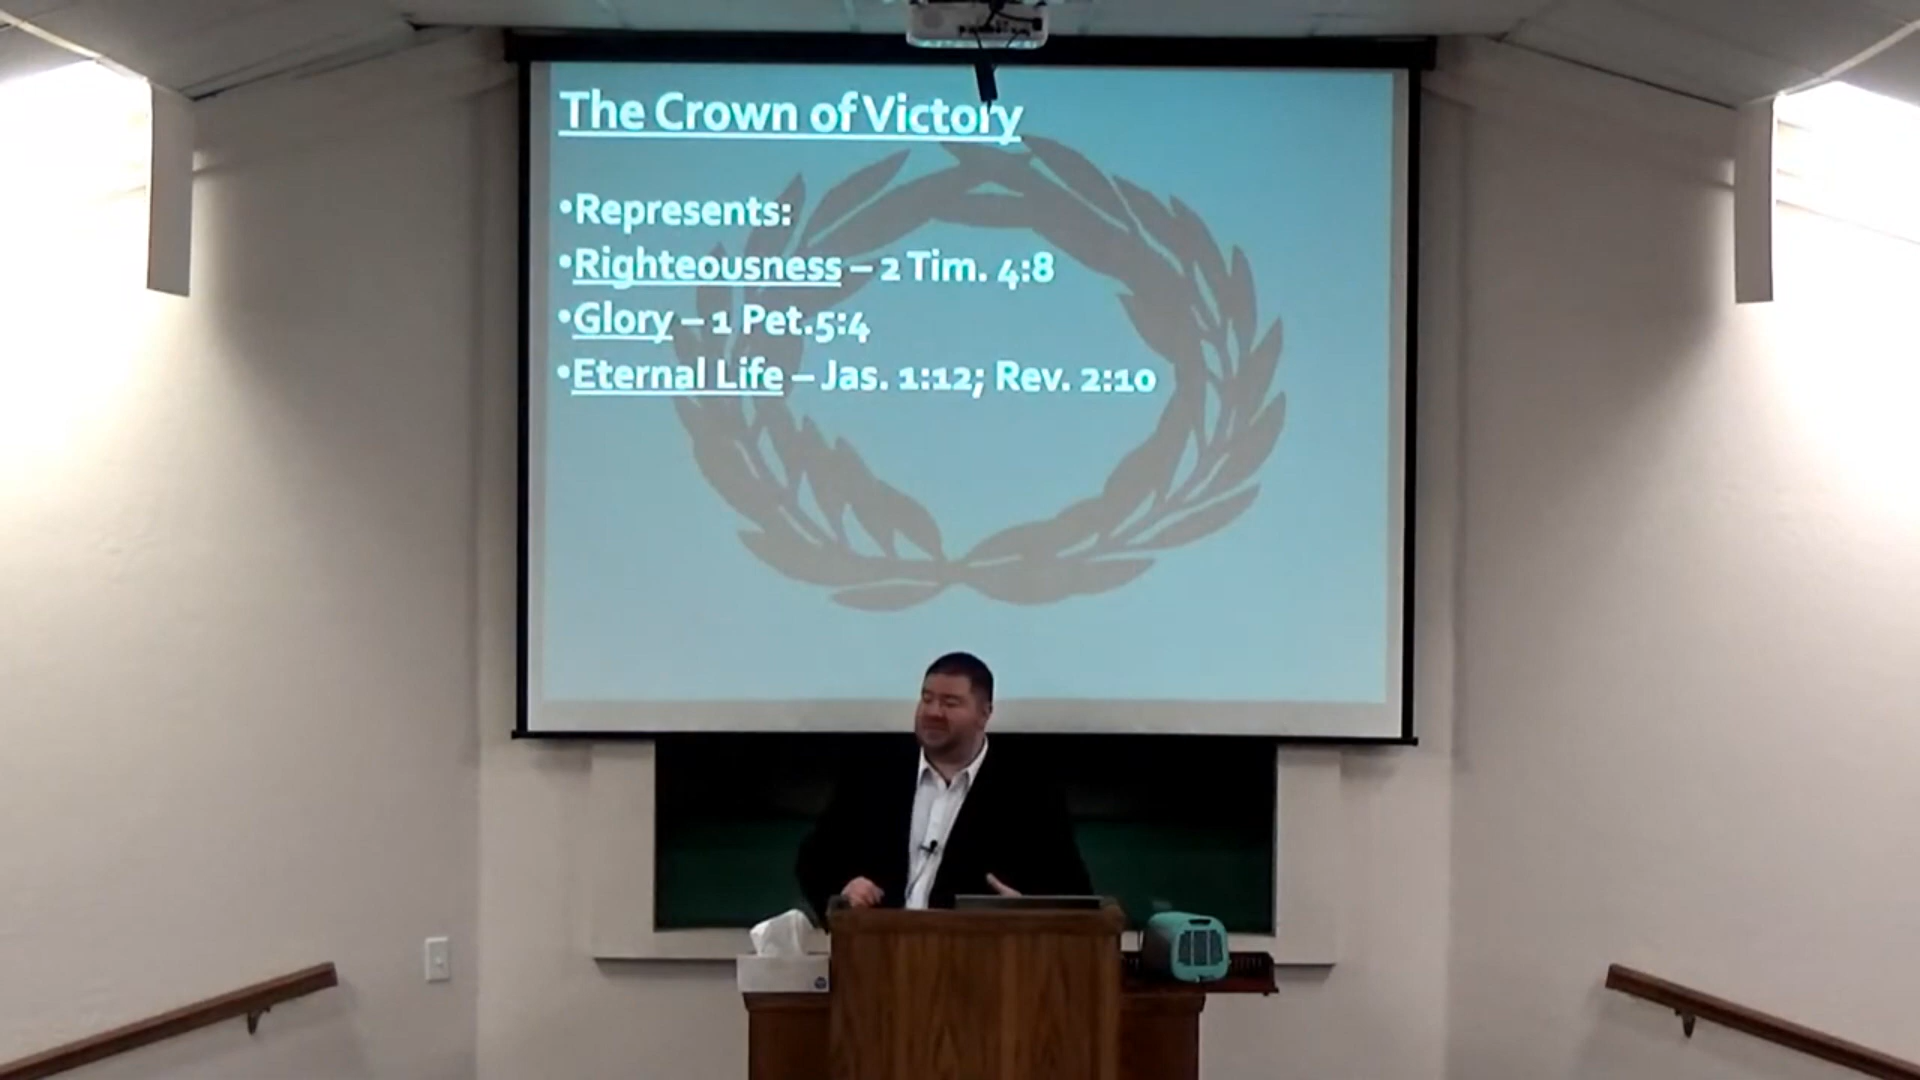 The Crown of Victory
•Represents:
•Righteousness – 2 Tim. 4:8
•Glory – 1 Pet.5:4
•Eternal Life – Jas. 1:12; Rev. 2:10